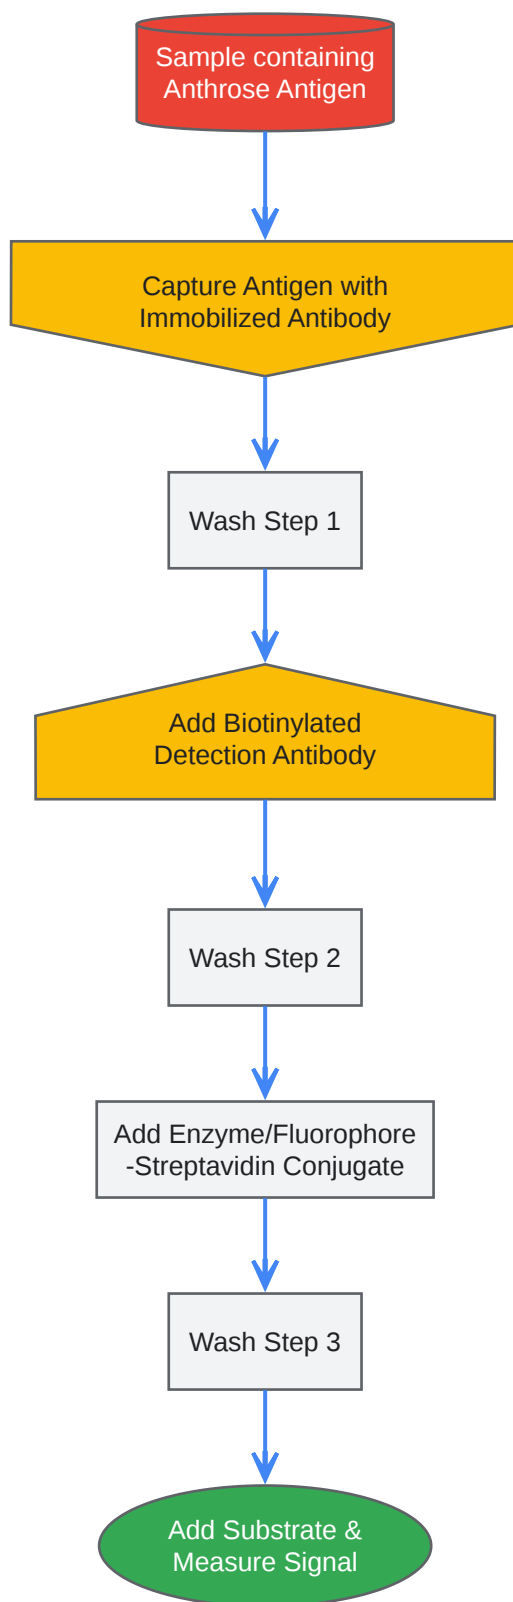 Sample containing
Anthrose Antigen
Capture Antigen with
Immobilized Antibody
Wash Step 1
Add Biotinylated
Detection Antibody
Wash Step 2
Add Enzyme/Fluorophore
-Streptavidin Conjugate
Wash Step 3
Add Substrate &
Measure Signal